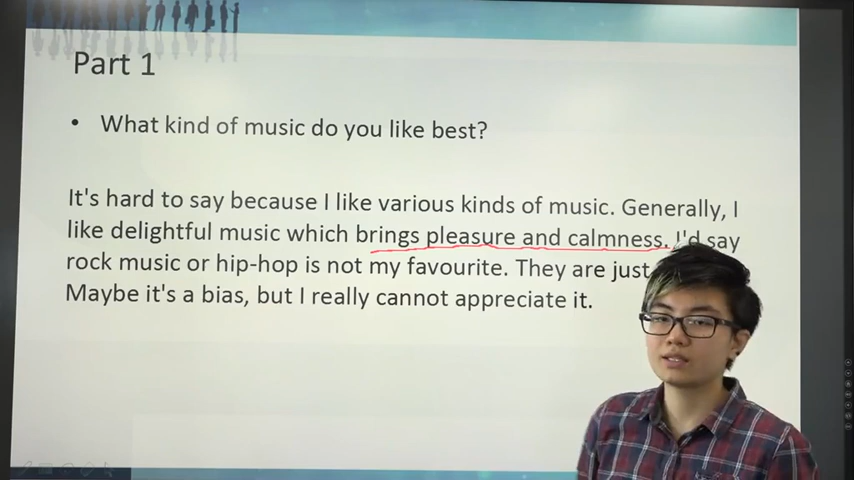 Part 1
• What kind of music do you like best?
It's hard to say because I like various kinds of music. Generally, I
like delightful music which brings pleasure and calmness. I'd say
rock music or hip-hop is not my favourite. They are just
Maybe it's a bias, but I really cannot appreciate it.